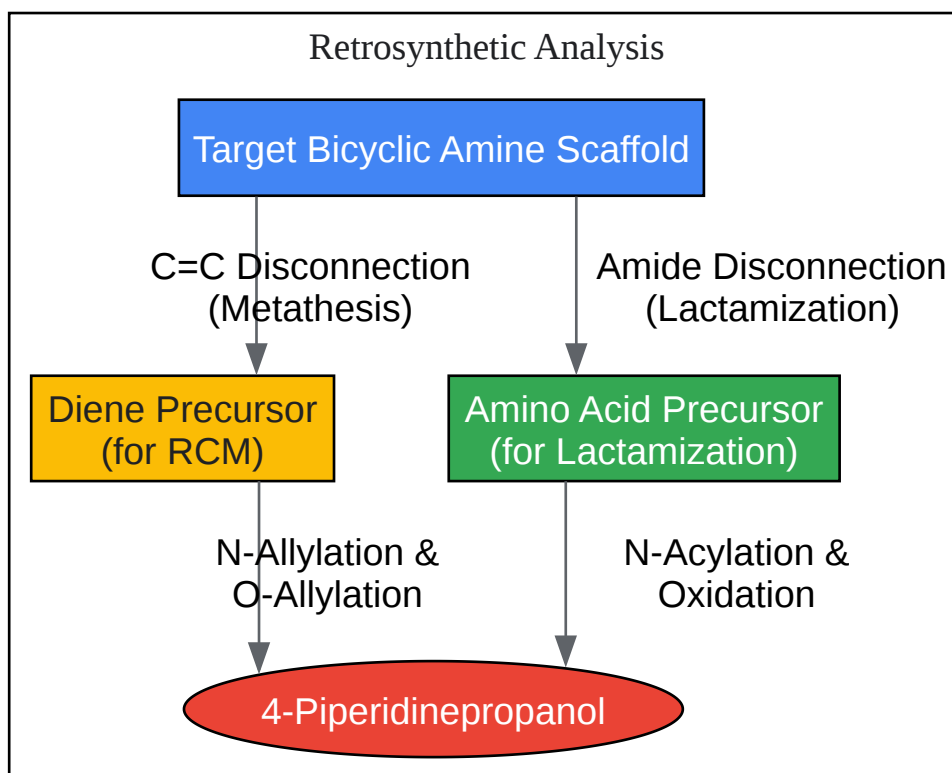 Retrosynthetic Analysis
Target Bicyclic Amine Scaffold
C=C Disconnection
(Metathesis)
Amide Disconnection
(Lactamization)
Diene Precursor
(for RCM)
Amino Acid Precursor
(for Lactamization)
N-Allylation &
O-Allylation
N-Acylation &
Oxidation
4-Piperidinepropanol